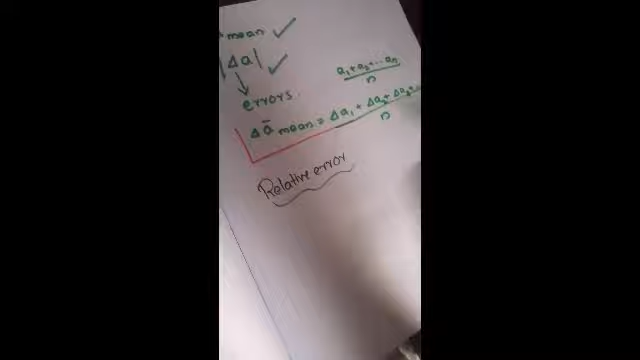 mean ✓
|Δa| ✓
↓
errors.
a₁+a₂+...aₙ
n
Δā mean = Δa₁ + Δa₂ + Δa₃ +
n
Relative error